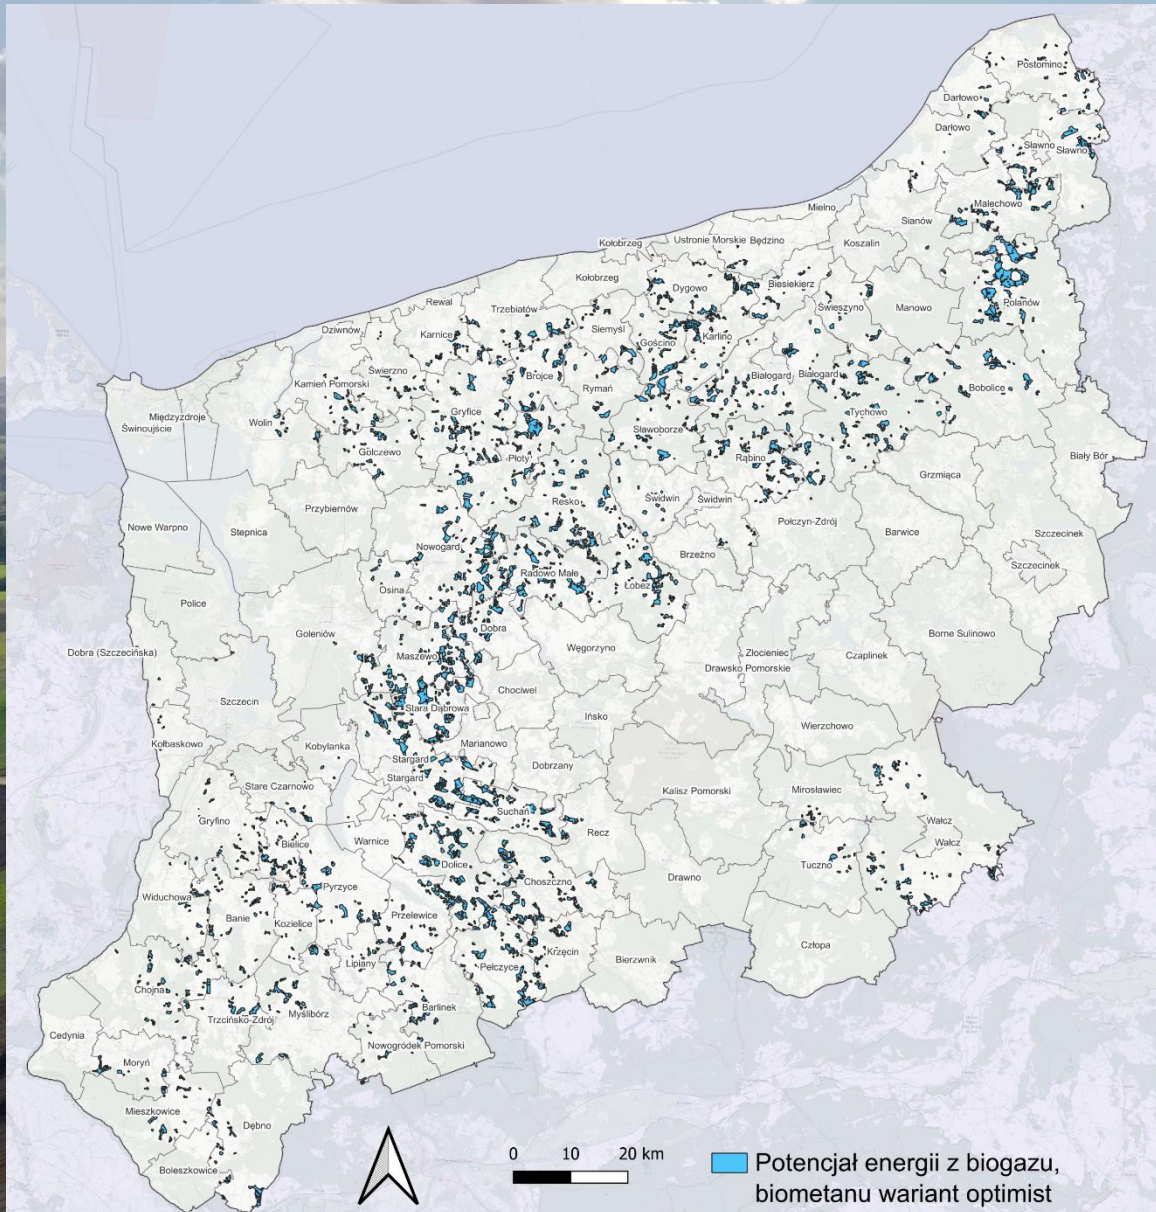 Postomino
Darłowo
Darłowo
Sławno
Sławno
Malechowo
Mielno
Sianów
Kołobrzeg
Ustronie Morskie
Będzino
Koszalin
Kołobrzeg
Dygowo
Biesiekierz
Świeszyno
Manowo
Polanów
Rewal
Trzebiatów
Siemyśl
Dziwnów
Karnice
Gościno
Karlino
Świerzno
Kamień Pomorski
Brojce
Rymań
Białogard
Białogard
Bobolice
Międzyzdroje
Świnoujście
Wolin
Gryfice
Sławoborze
Tychowo
Golczewo
Płoty
Rąbino
Biały Bór
Grzmiąca
Przybiernów
Resko
Świdwin
Świdwin
Nowe Warpno
Stepnica
Połczyn-Zdrój
Barwice
Szczecinek
Nowogard
Brzeżno
Szczecinek
Radowo Małe
Łobez
Osina
Police
Goleniów
Dobra
Borne Sulinowo
Dobra (Szczecińska)
Maszewo
Węgorzyno
Złocieniec
Czaplinek
Drawsko Pomorskie
Chociwel
Szczecin
Stara Dąbrowa
Ińsko
Wierzchowo
Kołbaskowo
Kobylanka
Marianowo
Stargard
Dobrzany
Stargard
Stare Czarnowo
Kalisz Pomorski
Mirosławiec
Suchań
Gryfino
Recz
Wałcz
Bielice
Warnice
Wałcz
Dolice
Tuczno
Drawno
Choszczno
Pyrzyce
Widuchowa
Banie
Kozielice
Przelewice
Człopa
Krzęcin
Lipiany
Bierzwnik
Pełczyce
Chojna
Barlinek
Myślibórz
Trzcińsko-Zdrój
Cedynia
Nowogródek Pomorski
Moryń
Mieszkowice
Dębno
Boleszkowice
0 10 20 km
Potencjał energii z biogazu,
biometanu wariant optimist